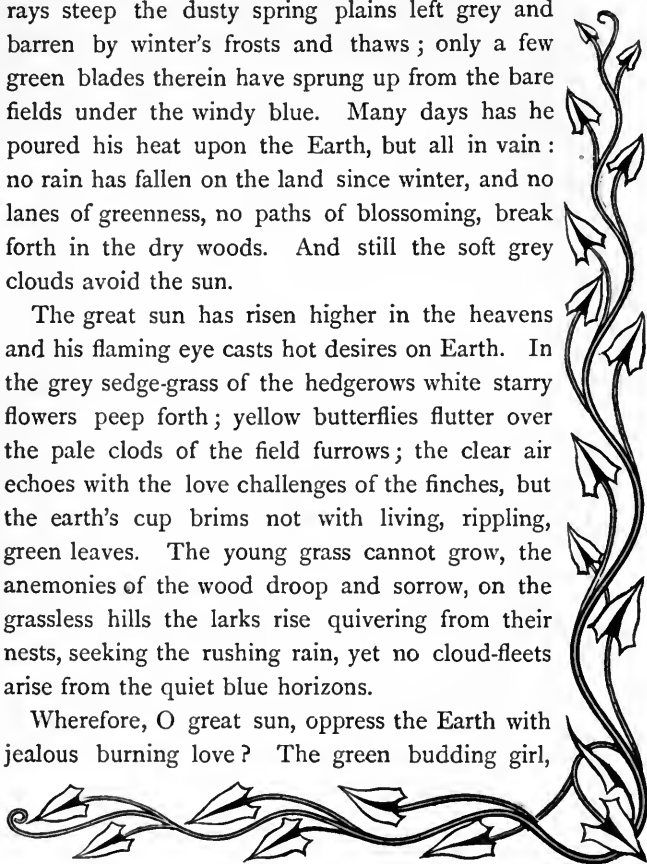 rays steep the dusty spring plains left grey and
barren by winter's frosts and thaws ; only a few
green blades therein have sprung up from the bare
fields under the windy blue. Many days has he
poured his heat upon the Earth, but all in vain :
no rain has fallen on the land since winter, and no
lanes of greenness, no paths of blossoming, break
forth in the dry woods. And still the soft grey
clouds avoid the sun.
The great sun has risen higher in the heavens
and his flaming eye casts hot desires on Earth. In
the grey sedge-grass of the hedgerows white starry
flowers peep forth ; yellow butterflies flutter over
the pale clods of the field furrows ; the clear air
echoes with the love challenges of the finches, but
the earth's cup brims not with living, rippling,
green leaves. The young grass cannot grow, the
anemonies of the wood droop and sorrow, on the
grassless hills the larks rise quivering from their
nests, seeking the rushing rain, yet no cloud-fleets
arise from the quiet blue horizons.
Wherefore, O great sun, oppress the Earth with
jealous burning love ? The green budding girl,